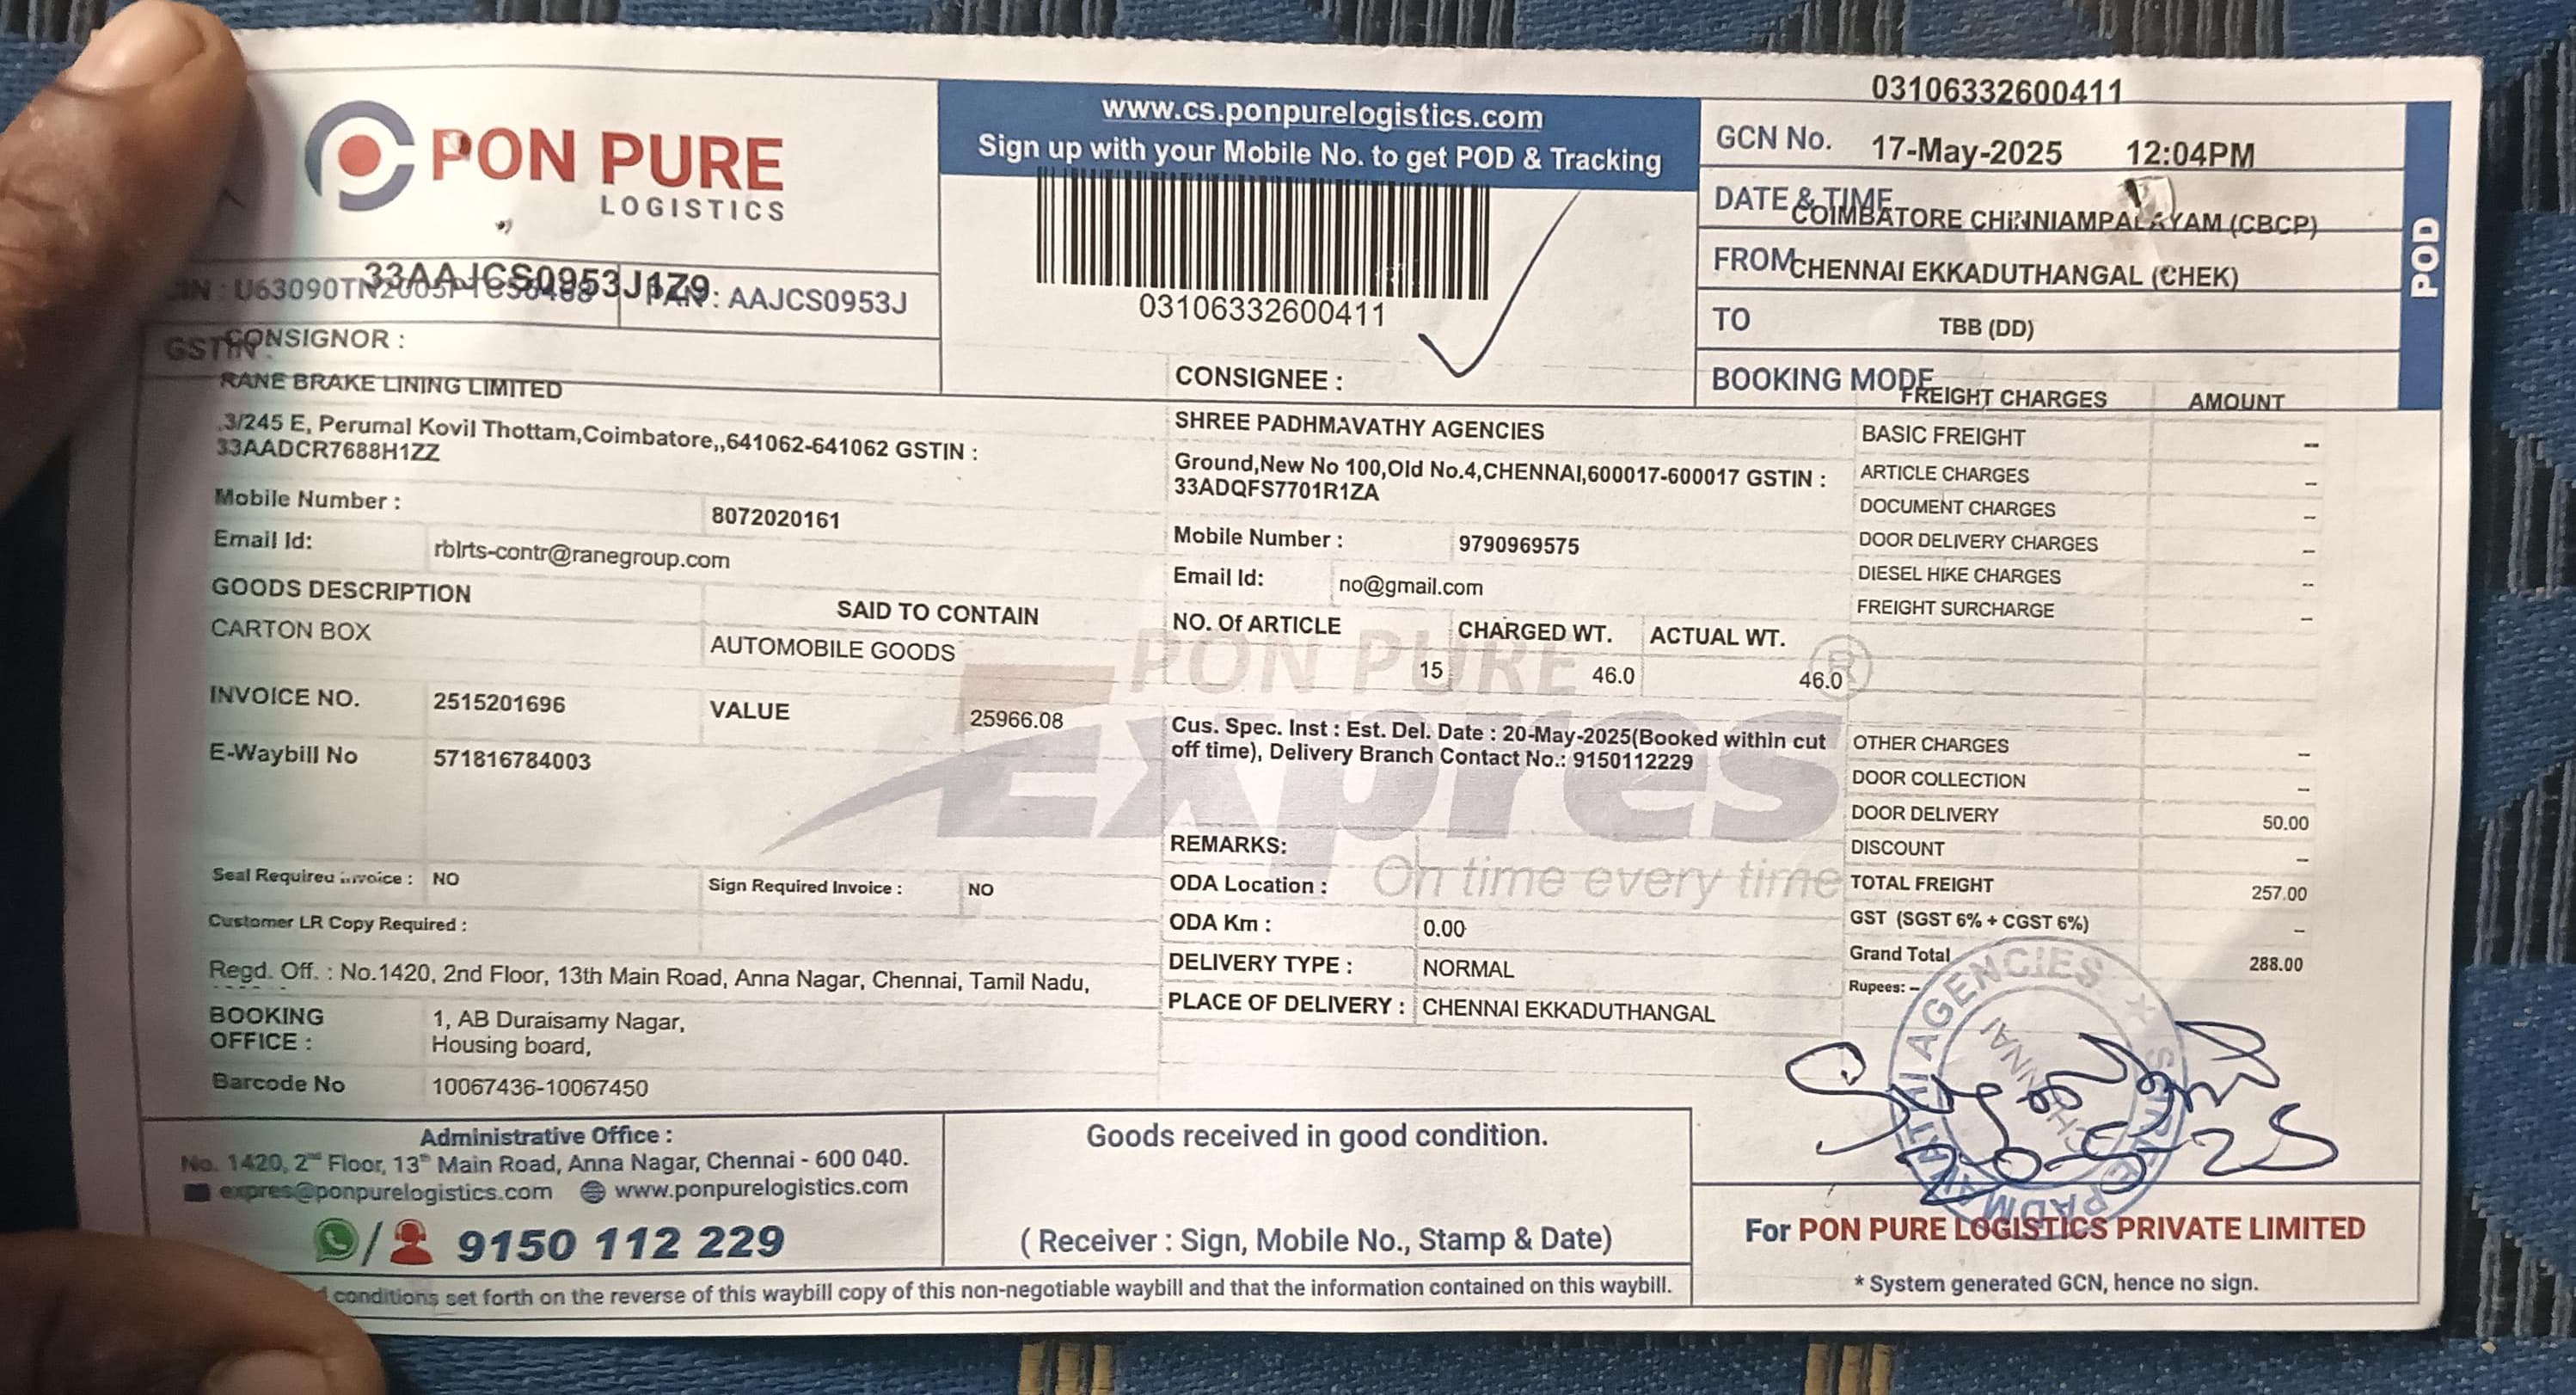 PON PURE
LOGISTICS
www.cs.ponpurelogistics.com
Sign up with your Mobile No. to get POD & Tracking
03106332600411
03106332600411
GCN No.
17-May-2025 12:04PM
DATE & TIME
COIMBATORE CHINNIAMPALAYAM (CBCP)
FROM
CHENNAI EKKADUTHANGAL (CHEK)
TO
TBB (DD)
BOOKING MODE
POD
33AAJCS0953J1Z9
PAN : AAJCS0953J
GSTIN :
CONSIGNOR :
RANE BRAKE LINING LIMITED
,3/245 E, Perumal Kovil Thottam,Coimbatore,,641062-641062 GSTIN :
33AADCR7688H1ZZ
Mobile Number : 8072020161
Email Id: rblrts-contr@ranegroup.com
GOODS DESCRIPTION
SAID TO CONTAIN
CARTON BOX
AUTOMOBILE GOODS
INVOICE NO. 2515201696 VALUE 25966.08
E-Waybill No 571816784003
Seal Required Invoice : NO Sign Required Invoice : NO
Customer LR Copy Required :
Regd. Off. : No.1420, 2nd Floor, 13th Main Road, Anna Nagar, Chennai, Tamil Nadu,
BOOKING OFFICE :
1, AB Duraisamy Nagar,
Housing board,
Barcode No 10067436-10067450
CONSIGNEE :
SHREE PADHMAVATHY AGENCIES
Ground,New No 100,Old No.4,CHENNAI,600017-600017 GSTIN :
33ADQFS7701R1ZA
Mobile Number : 9790969575
Email Id: no@gmail.com
NO. Of ARTICLE CHARGED WT. ACTUAL WT.
15 46.0 46.0
PON PURE
Expres
On time every time
Cus. Spec. Inst : Est. Del. Date : 20-May-2025(Booked within cut
off time), Delivery Branch Contact No.: 9150112229
REMARKS:
ODA Location :
ODA Km : 0.00
DELIVERY TYPE : NORMAL
PLACE OF DELIVERY : CHENNAI EKKADUTHANGAL
FREIGHT CHARGES AMOUNT
BASIC FREIGHT --
ARTICLE CHARGES --
DOCUMENT CHARGES --
DOOR DELIVERY CHARGES --
DIESEL HIKE CHARGES --
FREIGHT SURCHARGE --
OTHER CHARGES --
DOOR COLLECTION --
DOOR DELIVERY 50.00
DISCOUNT --
TOTAL FREIGHT 257.00
GST (SGST 6% + CGST 6%) --
Grand Total 288.00
Rupees: --
Administrative Office :
No. 1420, 2nd Floor, 13th Main Road, Anna Nagar, Chennai - 600 040.
expres@ponpurelogistics.com www.ponpurelogistics.com
9150 112 229
Goods received in good condition.
( Receiver : Sign, Mobile No., Stamp & Date)
For PON PURE LOGISTICS PRIVATE LIMITED
* System generated GCN, hence no sign.
conditions set forth on the reverse of this waybill copy of this non-negotiable waybill and that the information contained on this waybill.